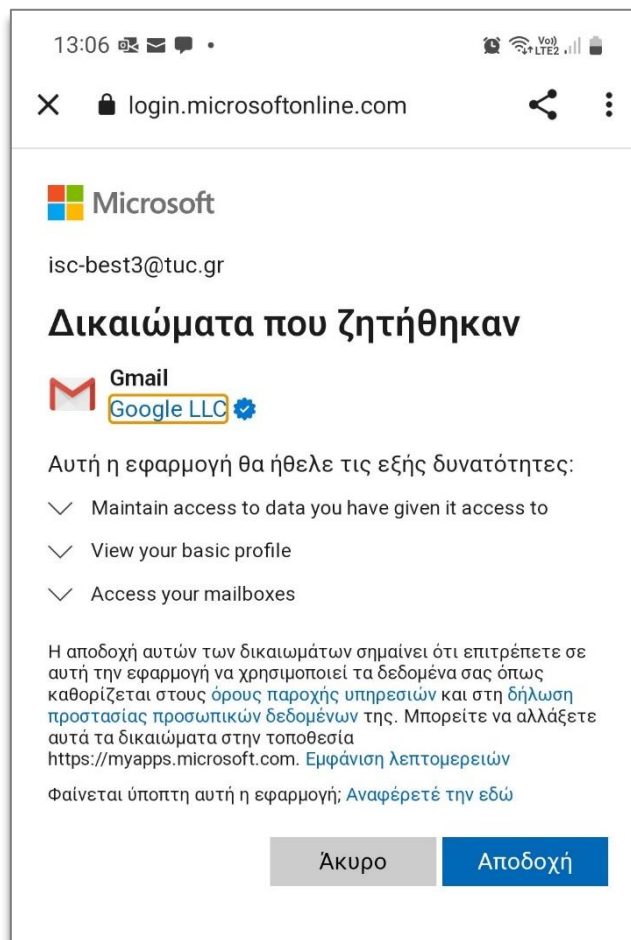 13:06
Vo))
LTE2
login.microsoftonline.com
Microsoft
isc-best3@tuc.gr
Δικαιώματα που ζητήθηκαν
Gmail
Google LLC
Αυτή η εφαρμογή θα ήθελε τις εξής δυνατότητες:
Maintain access to data you have given it access to
View your basic profile
Access your mailboxes
Η αποδοχή αυτών των δικαιωμάτων σημαίνει ότι επιτρέπετε σε
αυτή την εφαρμογή να χρησιμοποιεί τα δεδομένα σας όπως
καθορίζεται στους όρους παροχής υπηρεσιών και στη δήλωση
προστασίας προσωπικών δεδομένων της. Μπορείτε να αλλάξετε
αυτά τα δικαιώματα στην τοποθεσία
https://myapps.microsoft.com. Εμφάνιση λεπτομερειών
Φαίνεται ύποπτη αυτή η εφαρμογή; Αναφέρετέ την εδώ
Άκυρο
Αποδοχή